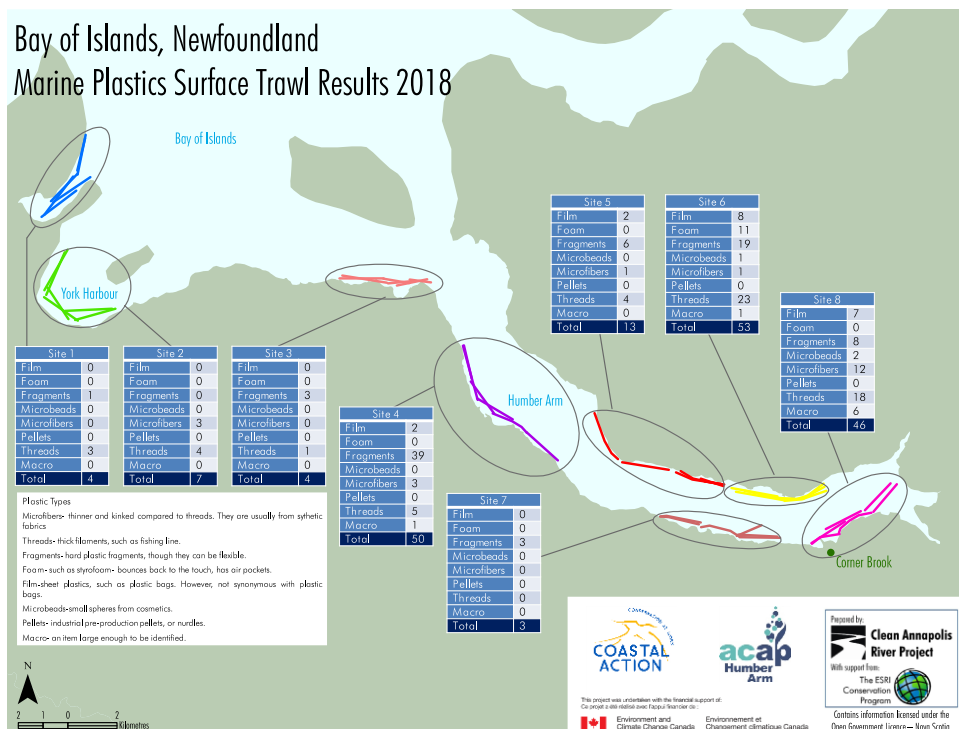 Bay of Islands, Newfoundland
Marine Plastics Surface Trawl Results 2018
Bay of Islands
York Harbour
Humber Arm
Corner Brook
Site 5
Film 2
Foam 0
Fragments 6
Microbeads 0
Microfibers 1
Pellets 0
Threads 4
Macro 0
Total 13
Site 6
Film 8
Foam 11
Fragments 19
Microbeads 1
Microfibers 1
Pellets 0
Threads 23
Macro 1
Total 53
Site 8
Film 7
Foam 0
Fragments 8
Microbeads 2
Microfibers 12
Pellets 0
Threads 18
Macro 6
Total 46
Site 1
Film 0
Foam 0
Fragments 1
Microbeads 0
Microfibers 0
Pellets 0
Threads 3
Macro 0
Total 4
Site 2
Film 0
Foam 0
Fragments 0
Microbeads 0
Microfibers 3
Pellets 0
Threads 4
Macro 0
Total 7
Site 3
Film 0
Foam 0
Fragments 3
Microbeads 0
Microfibers 0
Pellets 0
Threads 1
Macro 0
Total 4
Site 4
Film 2
Foam 0
Fragments 39
Microbeads 0
Microfibers 3
Pellets 0
Threads 5
Macro 1
Total 50
Site 7
Film 0
Foam 0
Fragments 3
Microbeads 0
Microfibers 0
Pellets 0
Threads 0
Macro 0
Total 3
Plastic Types
Microfibers- thinner and kinked compared to threads. They are usually from sythetic
fabrics
Threads- thick filaments, such as fishing line.
Fragments- hard plastic fragments, though they can be flexible.
Foam- such as styrofoam- bounces back to the touch, has air pockets.
Film-sheet plastics, such as plastic bags. However, not synonymous with plastic
bags.
Microbeads-small spheres from cosmetics.
Pellets- industrial pre-production pellets, or nurdles.
Macro- an item large enough to be identified.
N
2 1 0 2
Kilometres
COASTAL
ACTION
acap
Humber
Arm
Prepared by:
Clean Annapolis
River Project
With support from:
The ESRI
Conservation
Program
This project was undertaken with the financial support of:
Ce projet a été réalisé avec l'appui financier de :
Environment and
Climate Change Canada
Environnement et
Changement climatique Canada
Contains information licensed under the
Open Government Licence – Nova Scotia